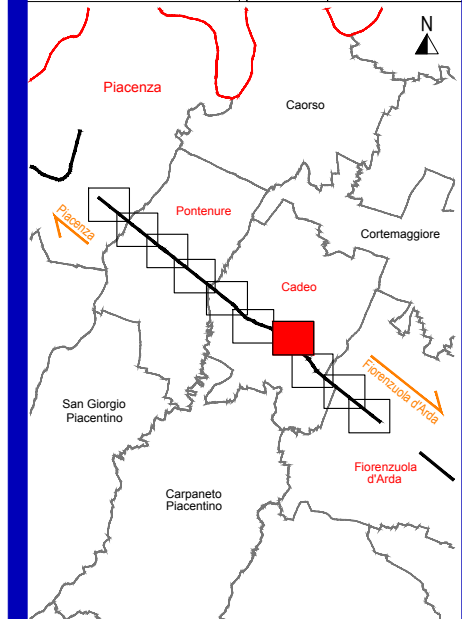 N
Piacenza
Caorso
Pontenure
Piacenza
Cortemaggiore
Cadeo
Fiorenzuola d'Arda
San Giorgio
Piacentino
Fiorenzuola
d'Arda
Carpaneto
Piacentino